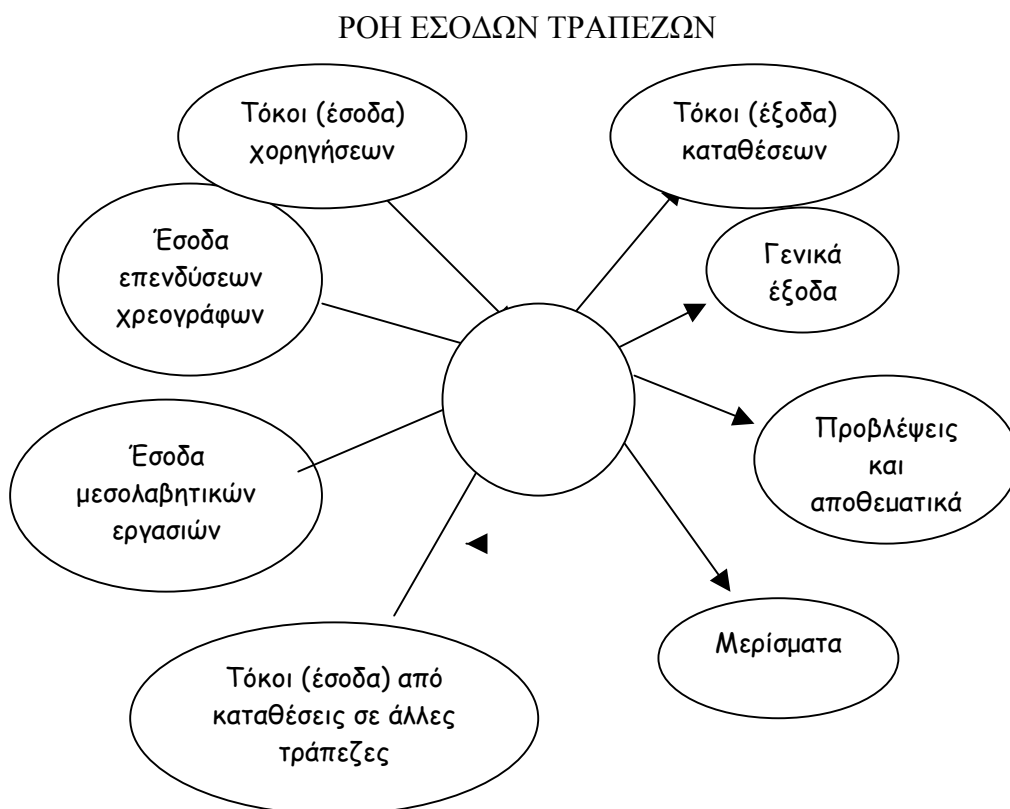 ΡΟΗ ΕΣΟΔΩΝ ΤΡΑΠΕΖΩΝ
Τόκοι (έσοδα)
χορηγήσεων
Τόκοι (έξοδα)
καταθέσεων
Έσοδα
επενδύσεων
χρεογράφων
Γενικά
έξοδα
Έσοδα
μεσολαβητικών
εργασιών
Προβλέψεις
και
αποθεματικά
Τόκοι (έσοδα) από
καταθέσεις σε άλλες
τράπεζες
Μερίσματα